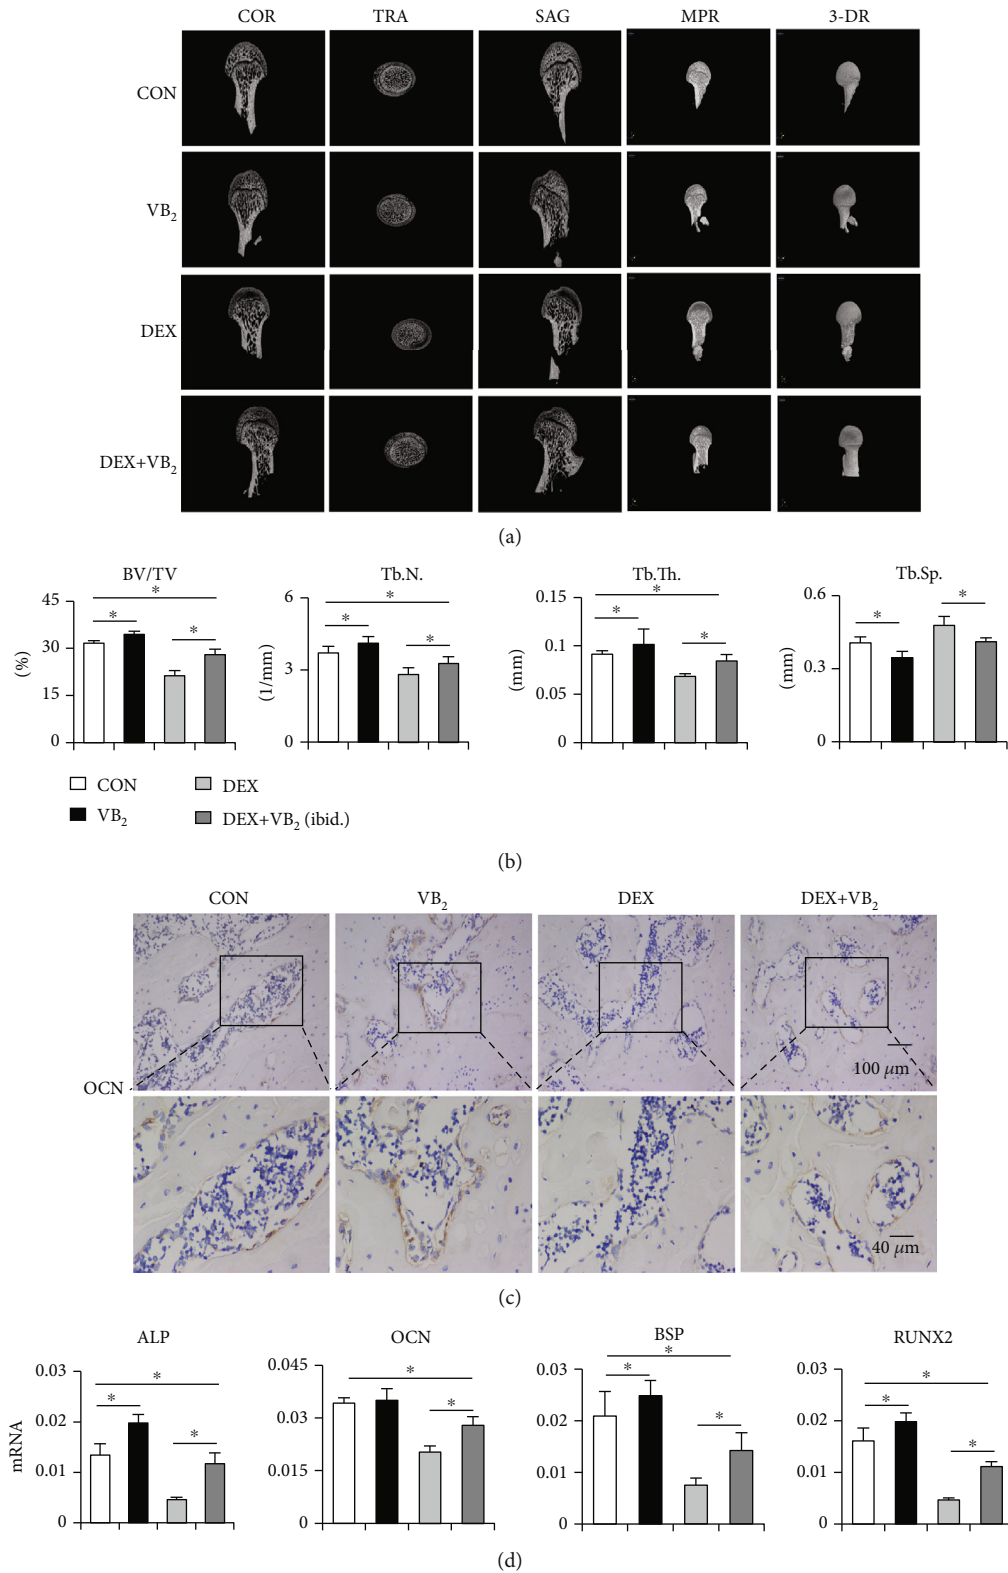 COR TRA SAG MPR 3-DR
CON
VB2
DEX
DEX+VB2
(a)
BV/TV Tb.N. Tb.Th. Tb.Sp.
45 30 15 0 (%) * * *
6 3 0 (1/mm) * * *
0.15 0.1 0.05 0 (mm) * * *
0.6 0.3 0 (mm) * *
CON DEX
VB2 DEX+VB2 (ibid.)
(b)
CON VB2 DEX DEX+VB2
100 μm
OCN
40 μm
(c)
ALP OCN BSP RUNX2
mRNA 0.03 0.02 0.01 0 * * *
0.045 0.03 0.015 0 * *
0.03 0.02 0.01 0 * * *
0.03 0.02 0.01 0 * * *
(d)